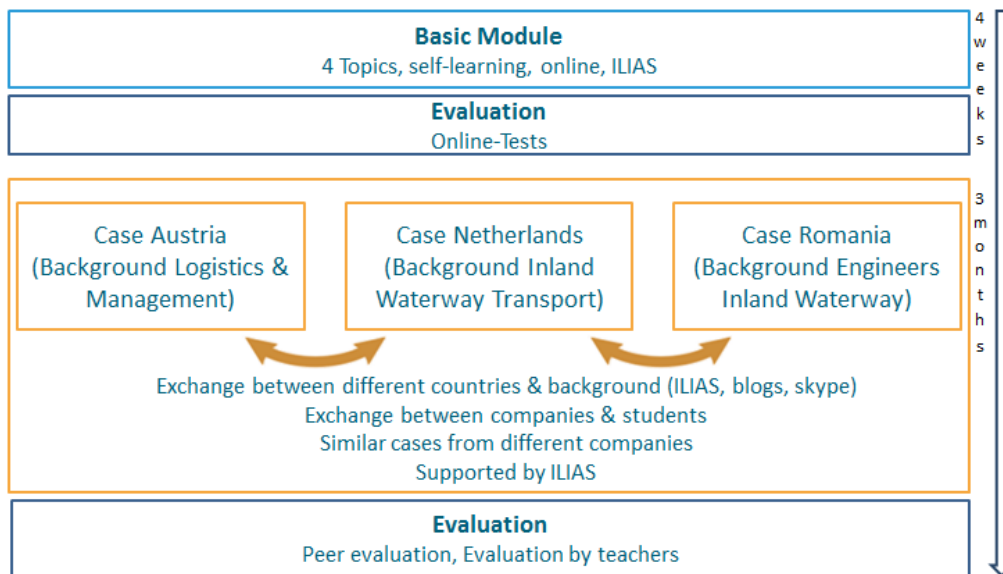 Basic Module
4 Topics, self-learning, online, ILIAS
Evaluation
Online-Tests
4 weeks
Case Austria
(Background Logistics &
Management)
Case Netherlands
(Background Inland
Waterway Transport)
Case Romania
(Background Engineers
Inland Waterway)
3 months
Exchange between different countries & background (ILIAS, blogs, skype)
Exchange between companies & students
Similar cases from different companies
Supported by ILIAS
Evaluation
Peer evaluation, Evaluation by teachers